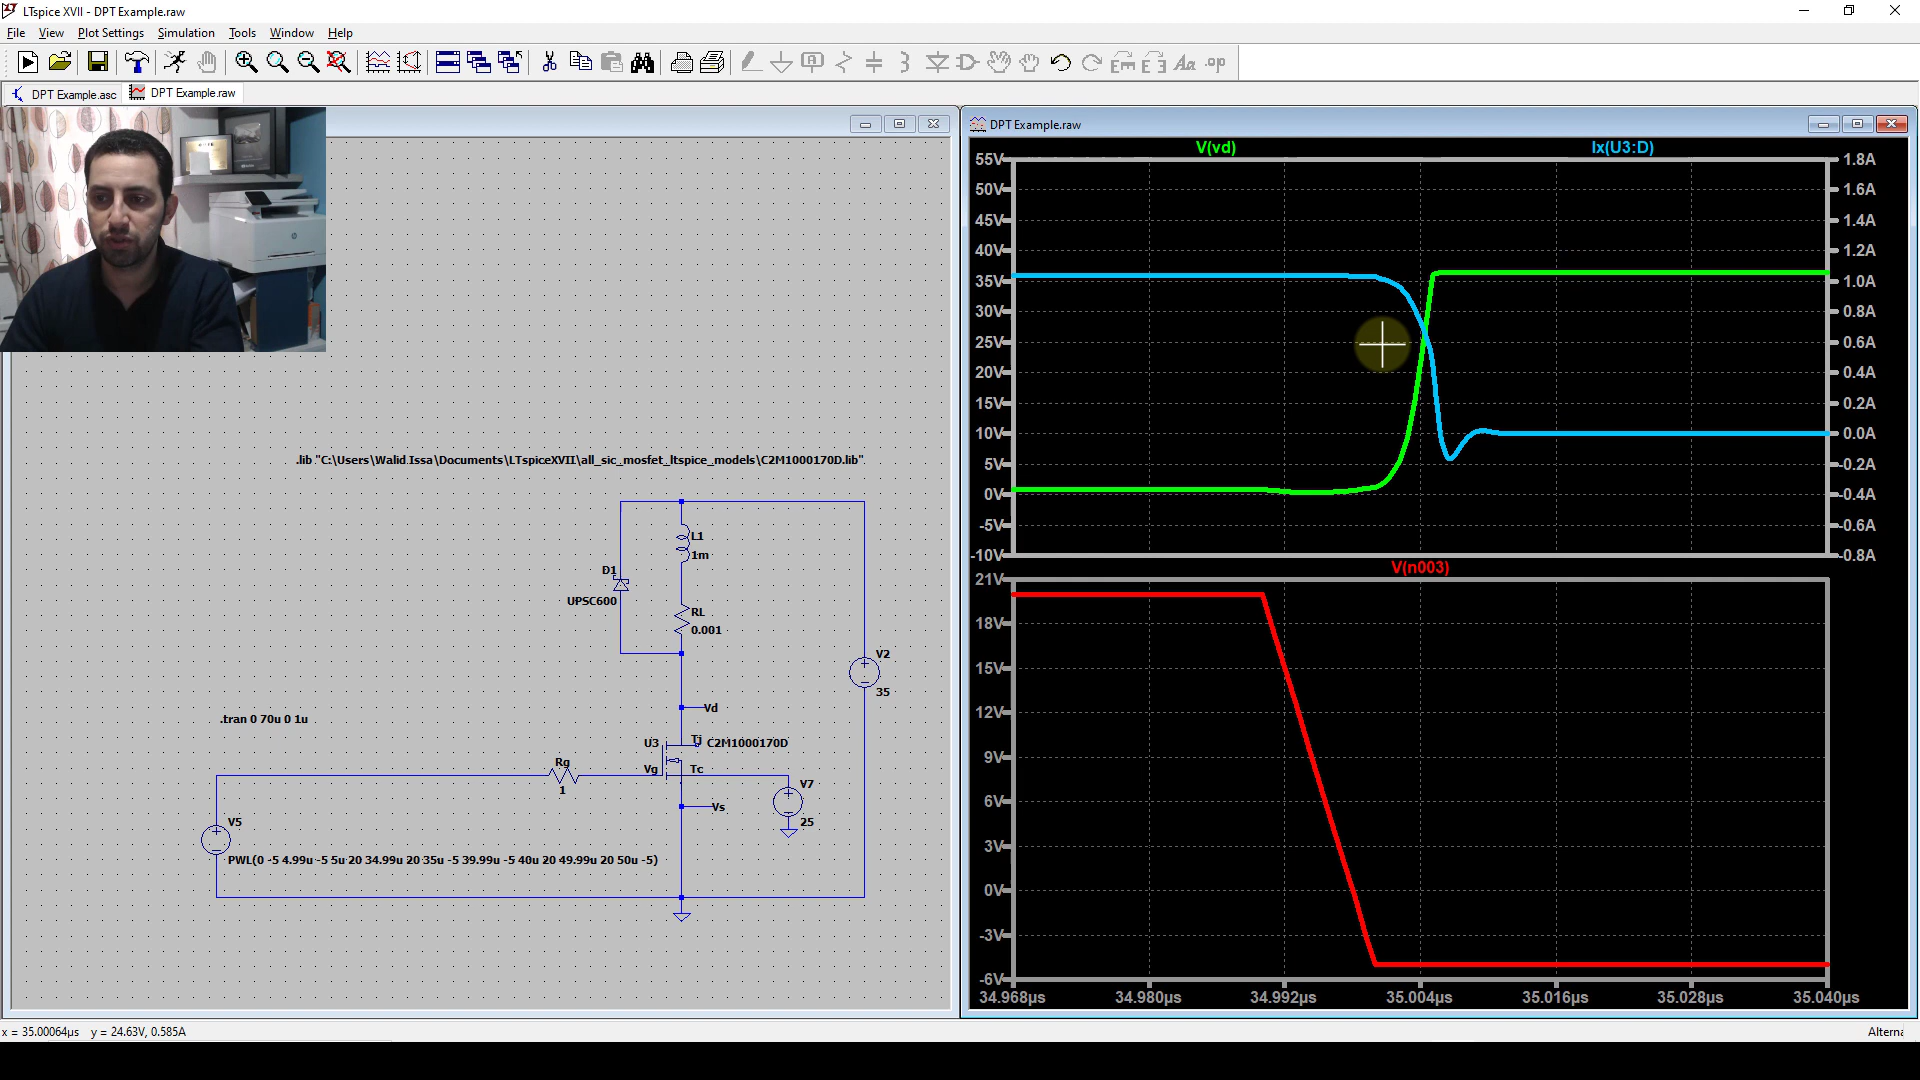 LTspice XVII - DPT Example.raw
File View Plot Settings Simulation Tools Window Help
DPT Example.asc DPT Example.raw
DPT Example.raw
V(vd) Ix(U3:D)
55V 1.8A
50V 1.6A
45V 1.4A
40V 1.2A
35V 1.0A
30V 0.8A
25V 0.6A
20V 0.4A
15V 0.2A
10V 0.0A
5V -0.2A
0V -0.4A
-5V -0.6A
-10V -0.8A
V(n003)
21V
18V
15V
12V
9V
6V
3V
0V
-3V
-6V
34.968µs 34.980µs 34.992µs 35.004µs 35.016µs 35.028µs 35.040µs
.lib "C:\Users\Walid.Issa\Documents\LTspiceXVII\all_sic_mosfet_ltspice_models\C2M1000170D.lib"
L1
1m
D1
UPSC600
RL
0.001
V2
35
Vd
.tran 0 70u 0 1u
U3 Tj C2M1000170D
Rg
1
Vg Tc
V7
25
Vs
V5
PWL(0 -5 4.99u -5 5u 20 34.99u 20 35u -5 39.99u -5 40u 20 49.99u 20 50u -5)
x = 35.00064µs y = 24.63V, 0.585A
Alterna